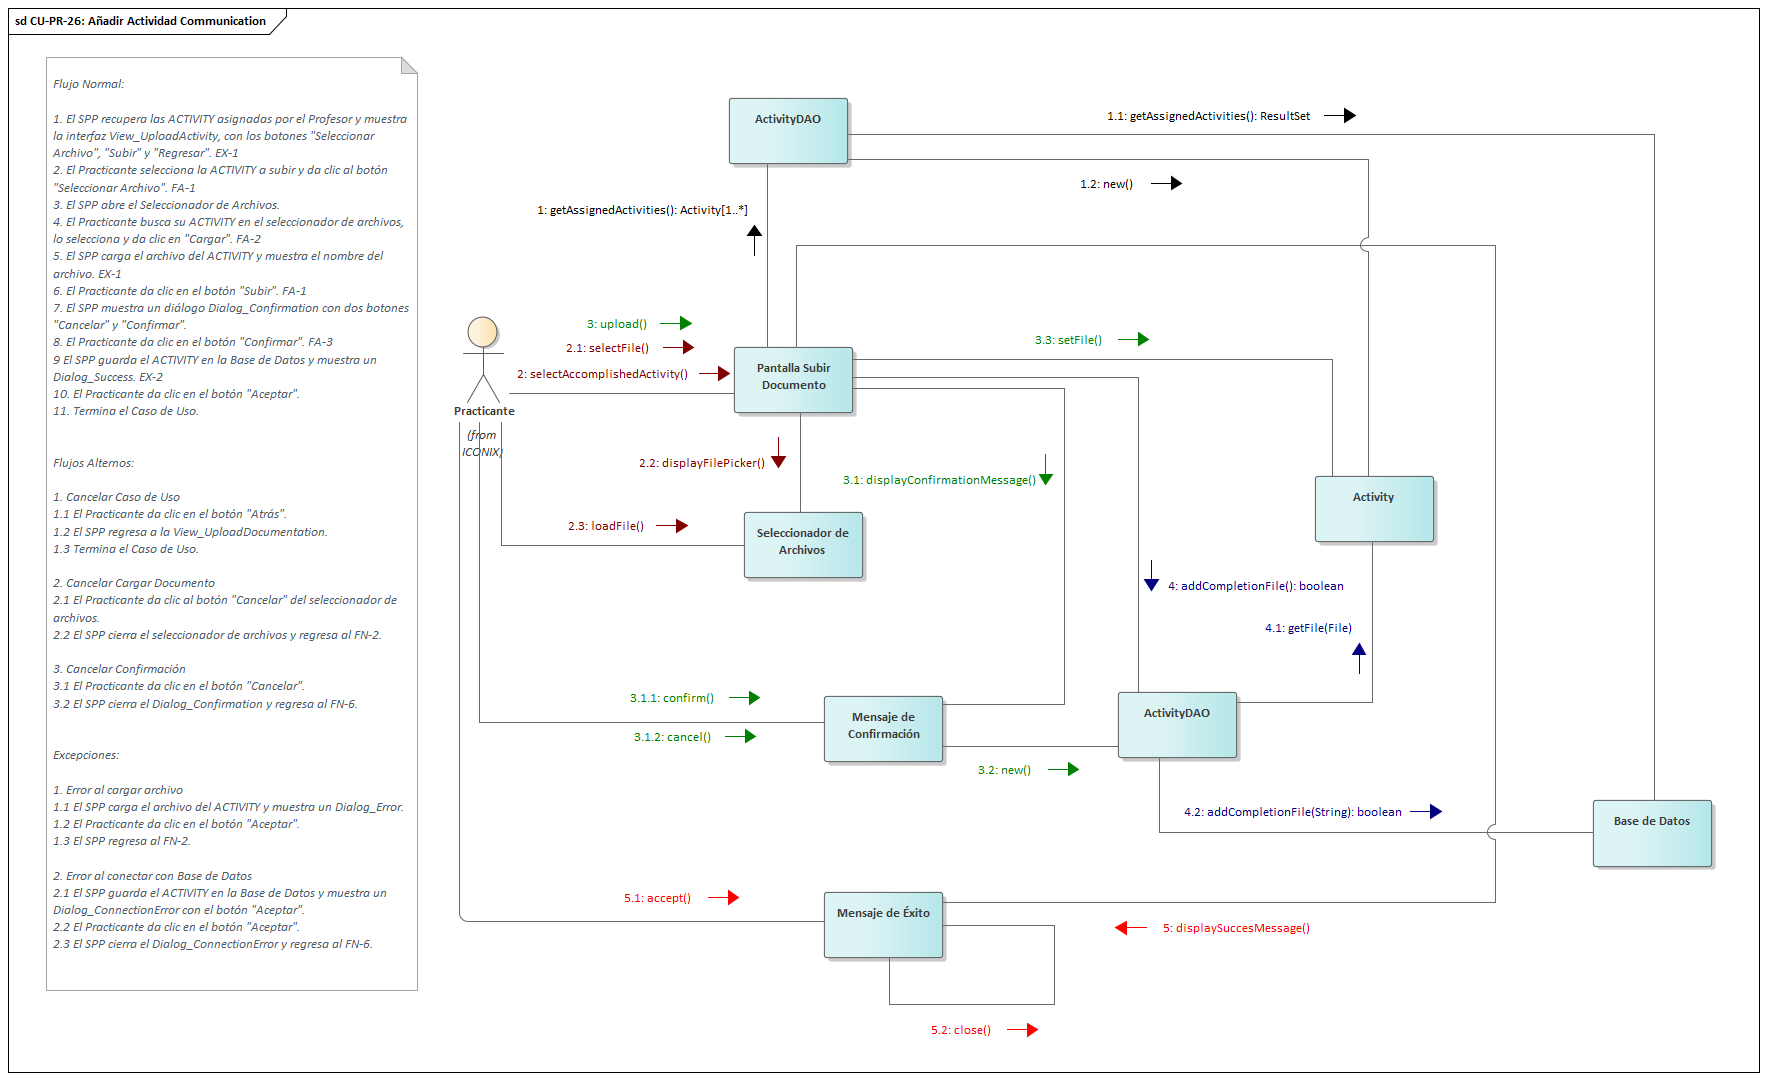 sd CU-PR-26: Añadir Actividad Communication
Flujo Normal:
1. El SPP recupera las ACTIVITY asignadas por el Profesor y muestra
la interfaz View_UploadActivity, con los botones "Seleccionar
Archivo", "Subir" y "Regresar". EX-1
2. El Practicante selecciona la ACTIVITY a subir y da clic al botón
"Seleccionar Archivo". FA-1
3. El SPP abre el Seleccionador de Archivos.
4. El Practicante busca su ACTIVITY en el seleccionador de archivos,
lo selecciona y da clic en "Cargar". FA-2
5. El SPP carga el archivo del ACTIVITY y muestra el nombre del
archivo. EX-1
6. El Practicante da clic en el botón "Subir". FA-1
7. El SPP muestra un diálogo Dialog_Confirmation con dos botones
"Cancelar" y "Confirmar".
8. El Practicante da clic en el botón "Confirmar". FA-3
9 El SPP guarda el ACTIVITY en la Base de Datos y muestra un
Dialog_Success. EX-2
10. El Practicante da clic en el botón "Aceptar".
11. Termina el Caso de Uso.
Flujos Alternos:
1. Cancelar Caso de Uso
1.1 El Practicante da clic en el botón "Atrás".
1.2 El SPP regresa a la View_UploadDocumentation.
1.3 Termina el Caso de Uso.
2. Cancelar Cargar Documento
2.1 El Practicante da clic al botón "Cancelar" del seleccionador de
archivos.
2.2 El SPP cierra el seleccionador de archivos y regresa al FN-2.
3. Cancelar Confirmación
3.1 El Practicante da clic en el botón "Cancelar".
3.2 El SPP cierra el Dialog_Confirmation y regresa al FN-6.
Excepciones:
1. Error al cargar archivo
1.1 El SPP carga el archivo del ACTIVITY y muestra un Dialog_Error.
1.2 El Practicante da clic en el botón "Aceptar".
1.3 El SPP regresa al FN-2.
2. Error al conectar con Base de Datos
2.1 El SPP guarda el ACTIVITY en la Base de Datos y muestra un
Dialog_ConnectionError con el botón "Aceptar".
2.2 El Practicante da clic en el botón "Aceptar".
2.3 El SPP cierra el Dialog_ConnectionError y regresa al FN-6.
ActivityDAO
1.1: getAssignedActivities(): ResultSet
1.2: new()
1: getAssignedActivities(): Activity[1..*]
3: upload()
2.1: selectFile()
2: selectAccomplishedActivity()
Pantalla Subir
Documento
3.3: setFile()
Practicante
(from
ICONIX)
2.2: displayFilePicker()
3.1: displayConfirmationMessage()
Activity
2.3: loadFile()
Seleccionador de
Archivos
4: addCompletionFile(): boolean
4.1: getFile(File)
3.1.1: confirm()
Mensaje de
Confirmación
ActivityDAO
3.1.2: cancel()
3.2: new()
4.2: addCompletionFile(String): boolean
Base de Datos
5.1: accept()
Mensaje de Éxito
5: displaySuccesMessage()
5.2: close()